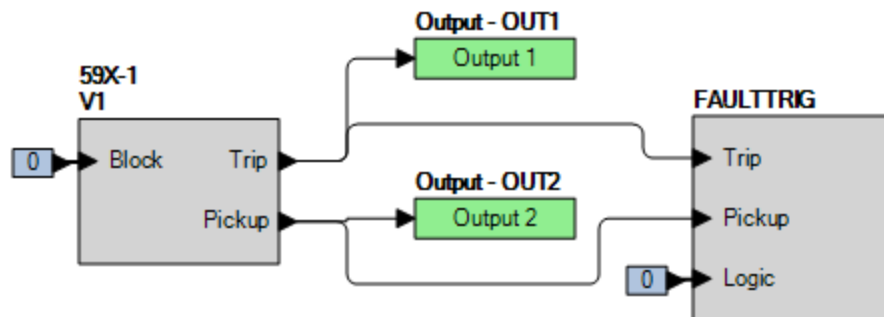 59X-1
V1
0
Block
Trip
Pickup
Output - OUT1
Output 1
Output - OUT2
Output 2
FAULTTRIG
Trip
Pickup
0
Logic